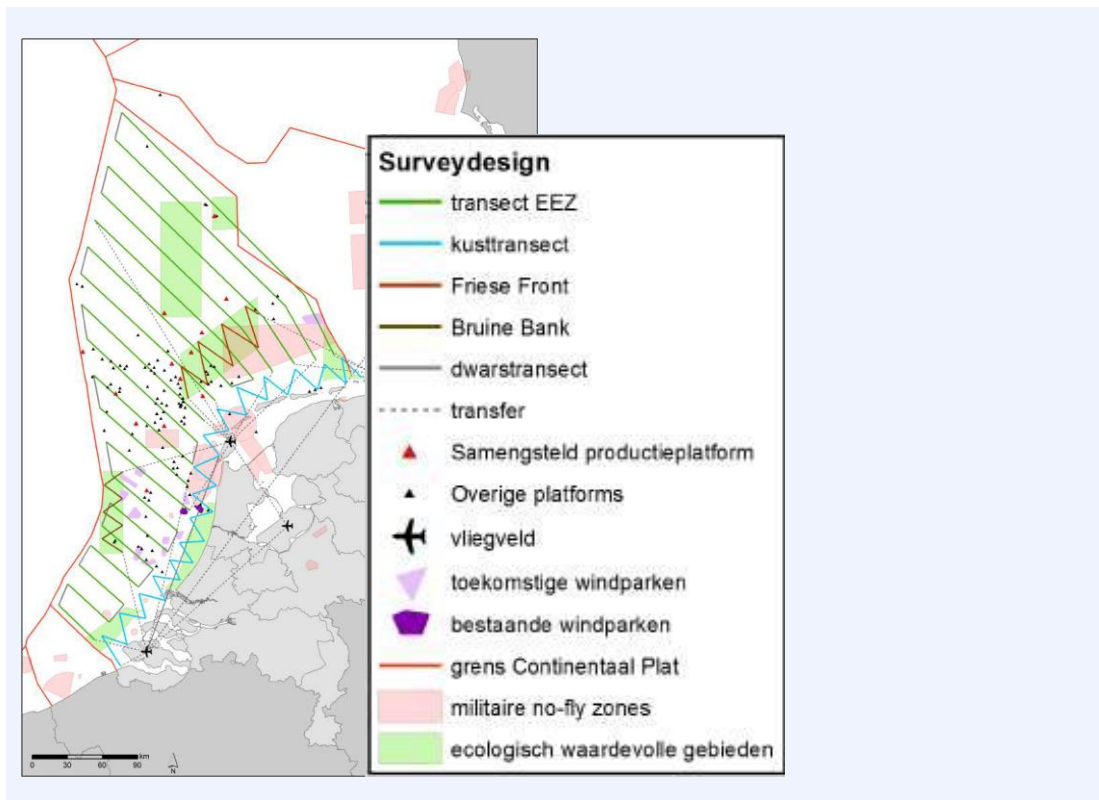 Surveydesign
transect EEZ
kusttransect
Friese Front
Bruine Bank
dwarstransect
transfer
Samengsteld productieplatform
Overige platforms
vliegveld
toekomstige windparken
bestaande windparken
grens Continentaal Plat
militaire no-fly zones
ecologisch waardevolle gebieden
km
0 30 60 90
N